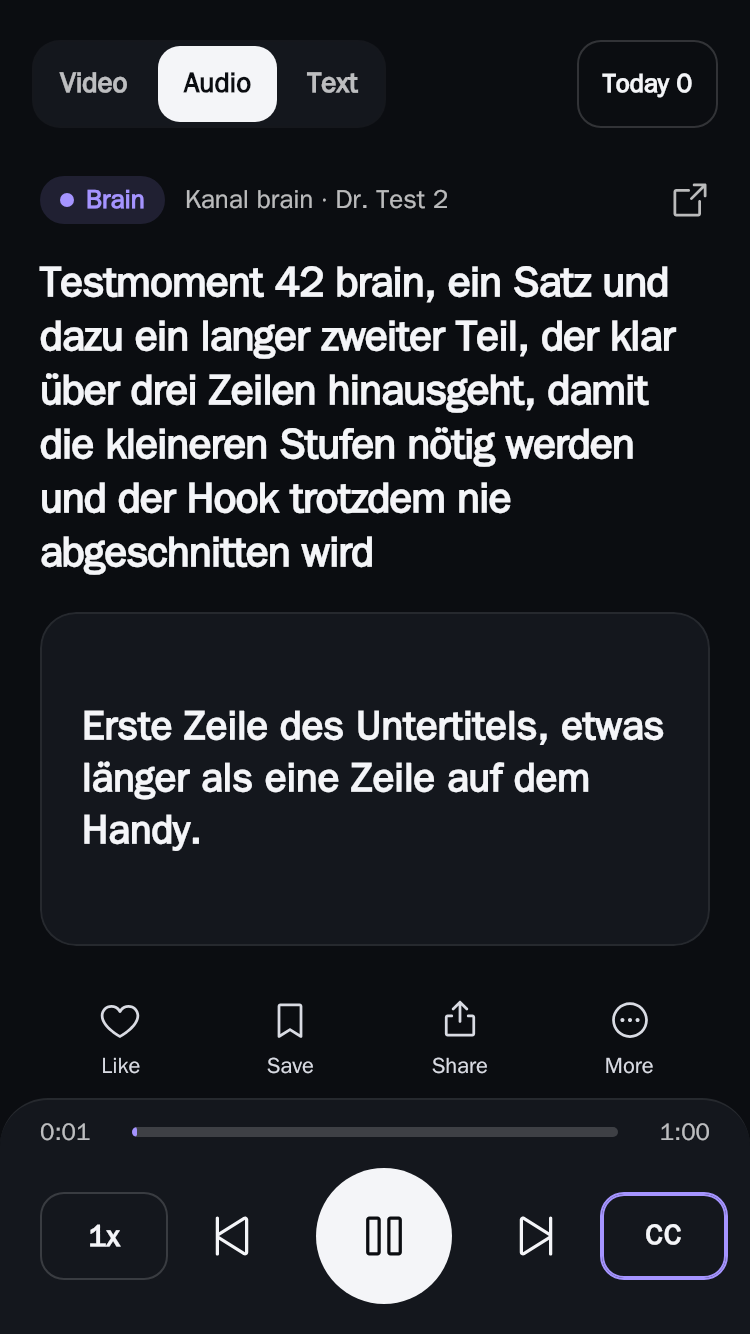 Video Audio Text Today 0
Brain Kanal brain · Dr. Test 2
Testmoment 42 brain, ein Satz und
dazu ein langer zweiter Teil, der klar
über drei Zeilen hinausgeht, damit
die kleineren Stufen nötig werden
und der Hook trotzdem nie
abgeschnitten wird
Erste Zeile des Untertitels, etwas
länger als eine Zeile auf dem
Handy.
Like Save Share More
0:01 1:00
1x CC